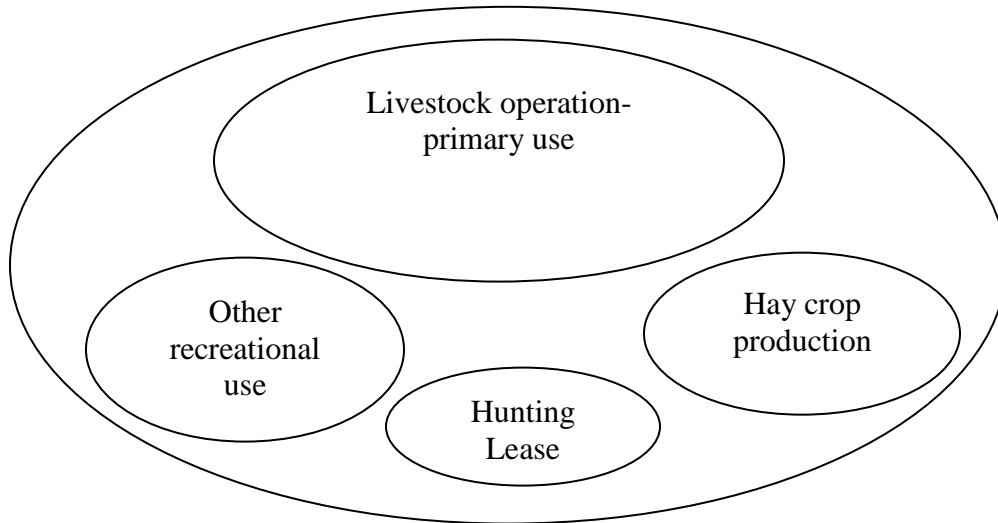 Livestock operation-
primary use
Other
recreational
use
Hay crop
production
Hunting
Lease